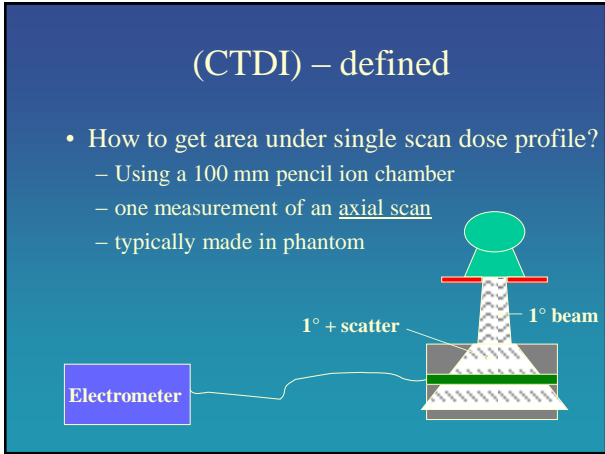 (CTDI) – defined
• How to get area under single scan dose profile?
– Using a 100 mm pencil ion chamber
– one measurement of an axial scan
– typically made in phantom
1° + scatter
1° beam
Electrometer